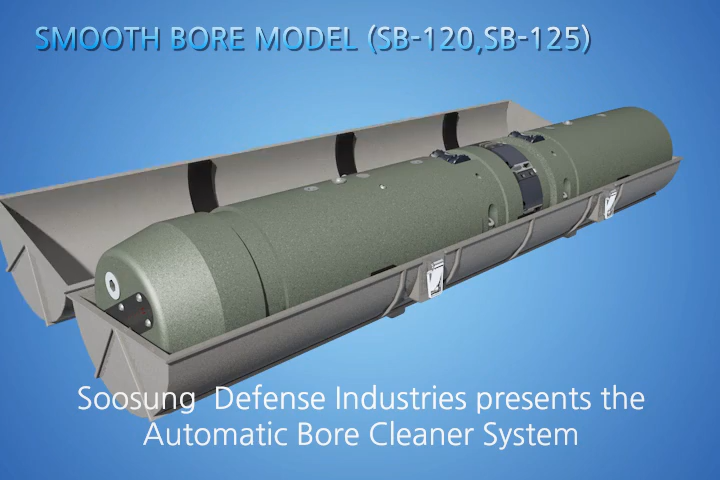 SMOOTH BORE MODEL (SB-120,SB-125)
Soosung Defense Industries presents the
Automatic Bore Cleaner System